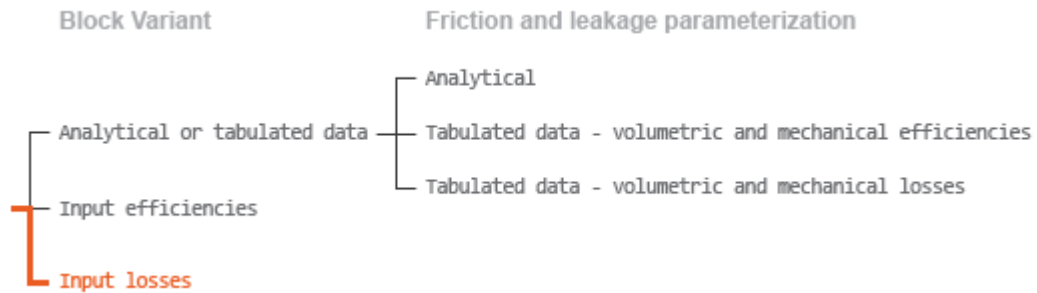 Block Variant
Friction and leakage parameterization
Analytical
Analytical or tabulated data
Tabulated data - volumetric and mechanical efficiencies
Tabulated data - volumetric and mechanical losses
Input efficiencies
Input losses